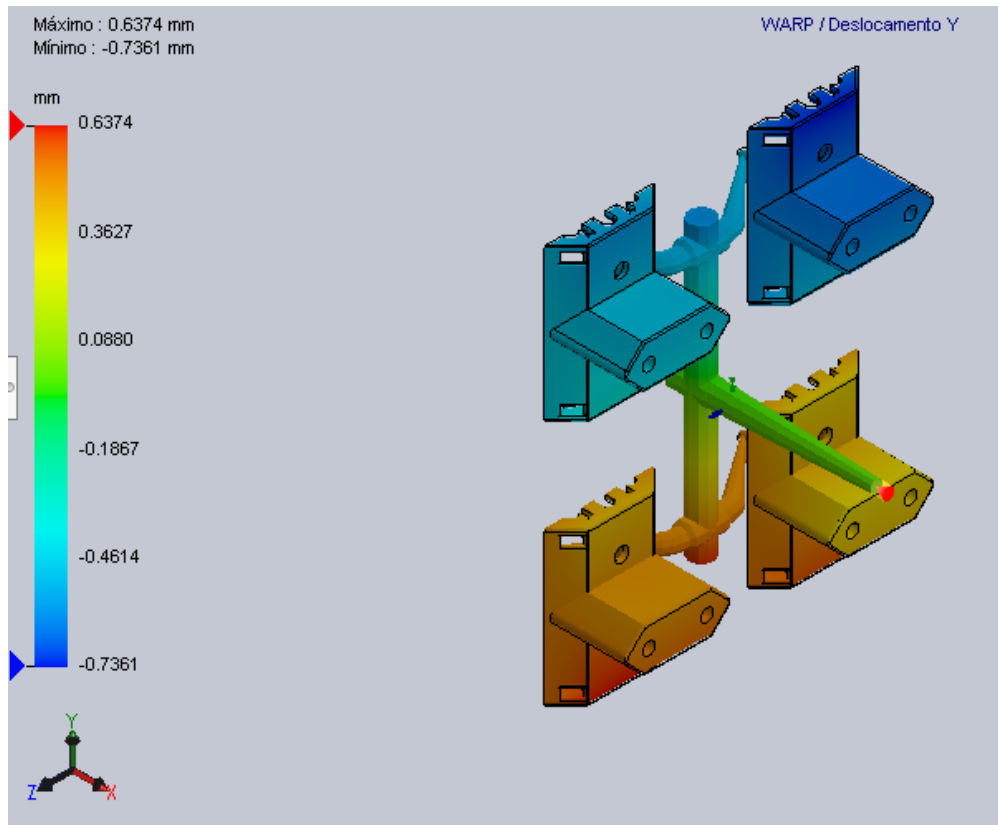 Máximo : 0.6374 mm
Mínimo : -0.7361 mm
WARP / Deslocamento Y
mm
0.6374
0.3627
0.0880
-0.1867
-0.4614
-0.7361
Y
Z
X